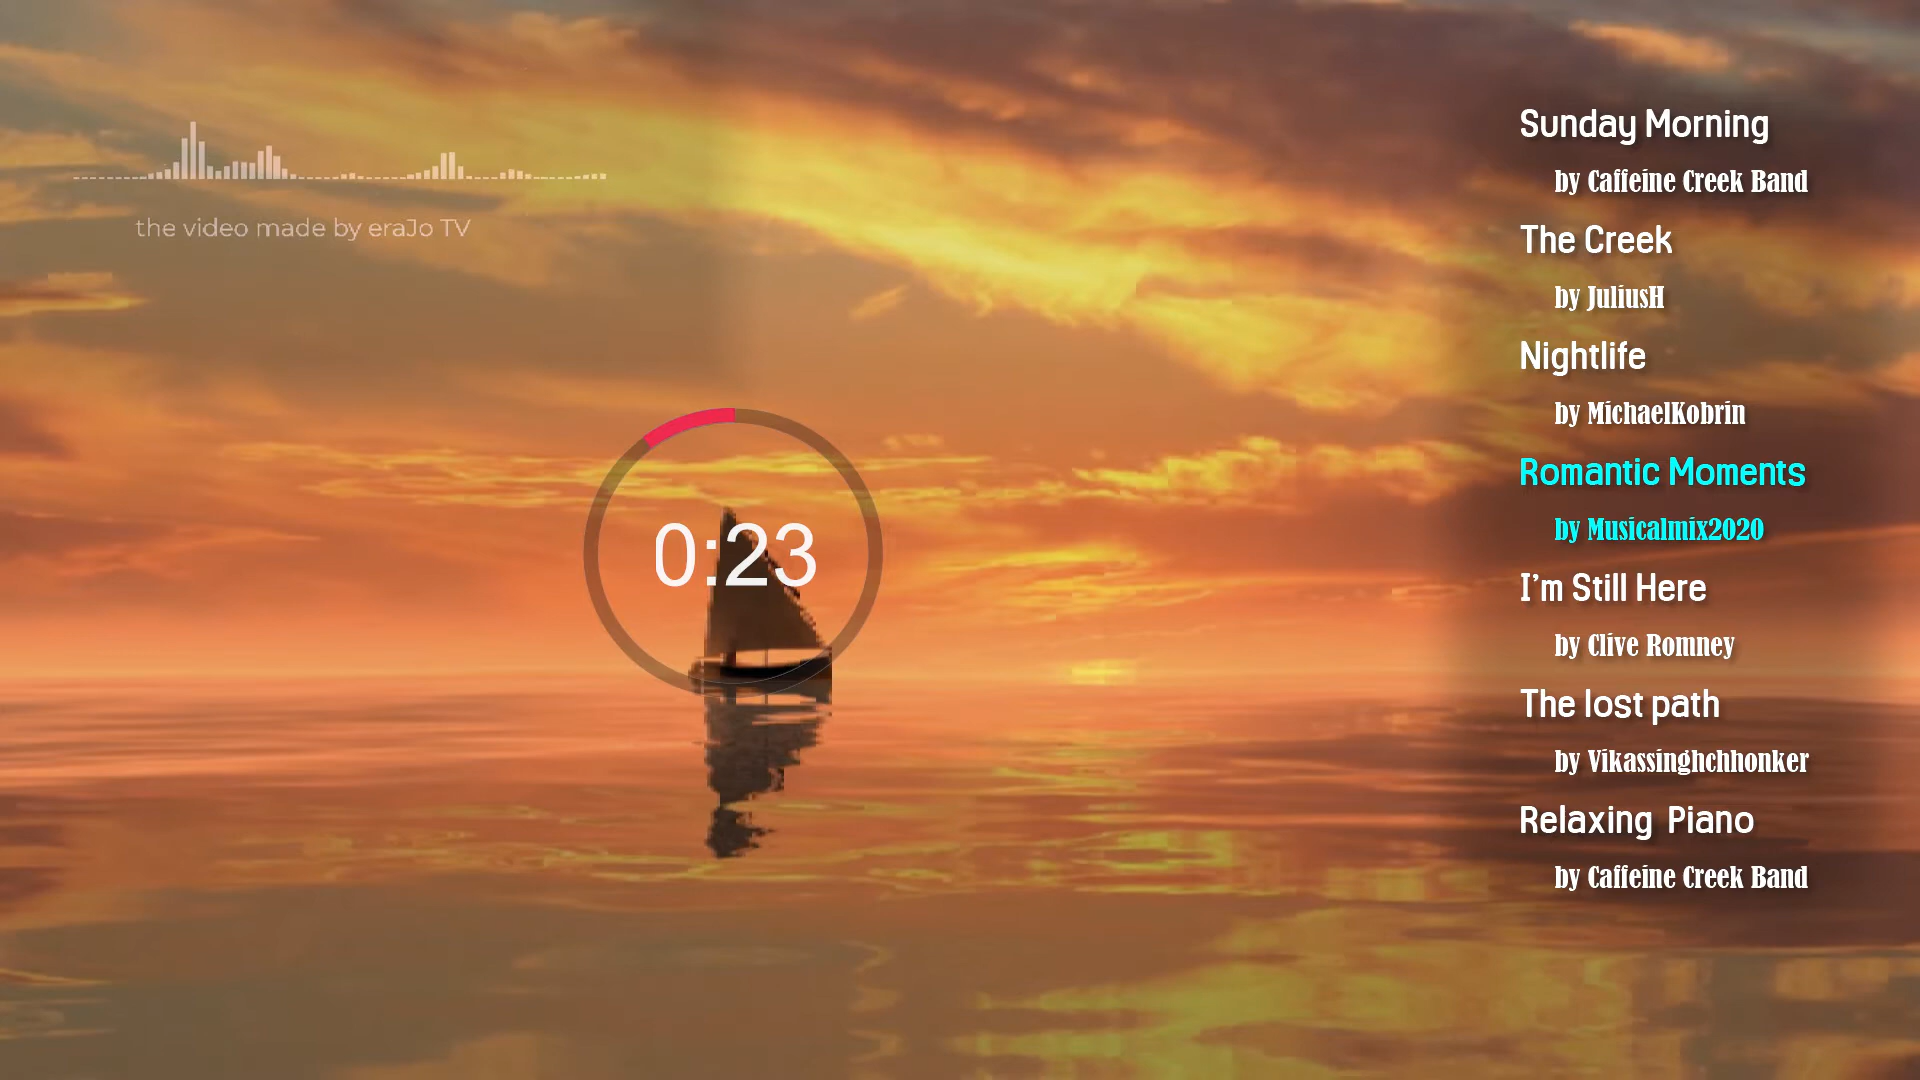 the video made by eraJo TV
0:23
Sunday Morning
by Caffeine Creek Band
The Creek
by JuliusH
Nightlife
by MichaelKobrin
Romantic Moments
by Musicalmix2020
I'm Still Here
by Clive Romney
The lost path
by Vikassinghchhonker
Relaxing Piano
by Caffeine Creek Band